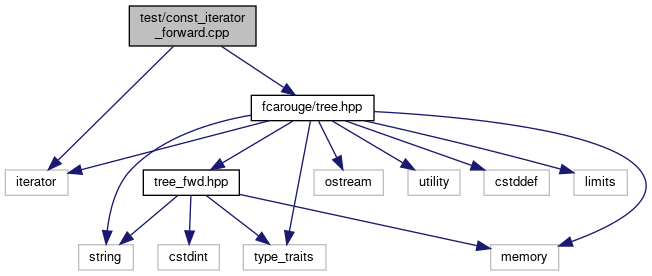 test/const_iterator
_forward.cpp
fcarouge/tree.hpp
iterator
tree_fwd.hpp
ostream
utility
cstddef
limits
string
cstdint
type_traits
memory